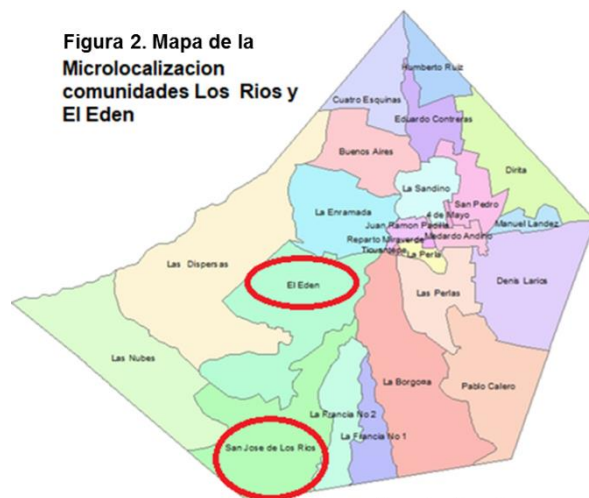 Figura 2. Mapa de la
Microlocalizacion
comunidades Los Rios y
El Eden
Humberto Ruiz
Cuatro Esquinas
Eduardo Contreras
Buenos Aires
Dirita
La Sandino
San Pedro
La Enramada
4 de Mayo
Manuel Landez
Juan Ramon Padilla
Medardo Andino
Reparto Miraverde
Ticuantepe
La Perla
Las Dispersas
El Eden
Las Perlas
Denis Larios
Las Nubes
La Borgona
Pablo Calero
La Francia No 2
La Francia No 1
San Jose de Los Rios